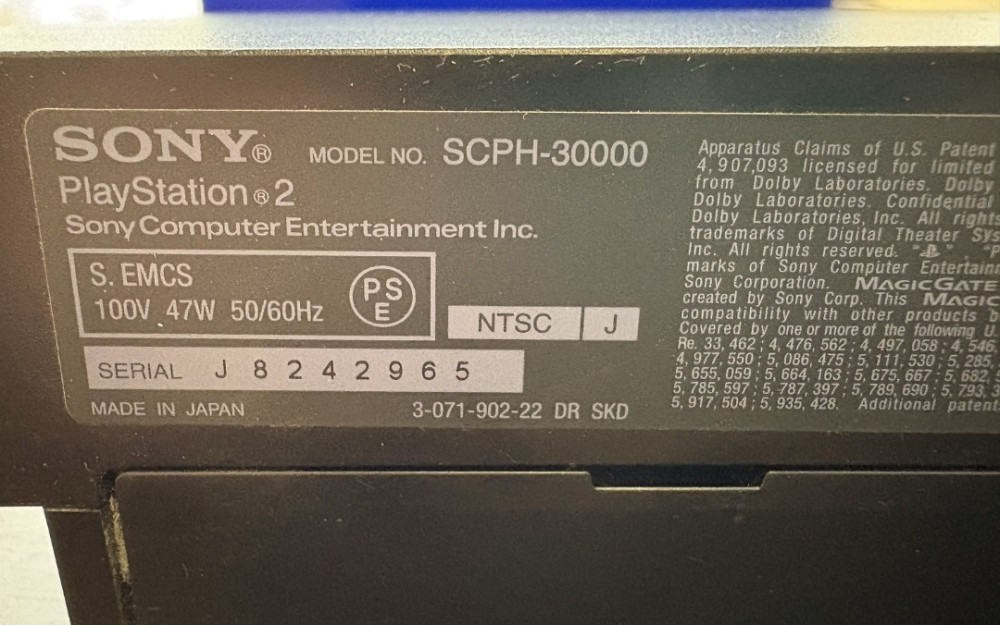 SONY® MODEL NO. SCPH-30000
PlayStation®2
Sony Computer Entertainment Inc.
S. EMCS
100V 47W 50/60Hz
PS
E
NTSC J
SERIAL J8242965
MADE IN JAPAN 3-071-902-22 DR SKD
Apparatus Claims of U.S. Patent
4,907,093 licensed for limited
from Dolby Laboratories. Dolby
Dolby Laboratories. Confidential
Dolby Laboratories, Inc. All rights
trademarks of Digital Theater Sys
Inc. All rights reserved. " " "P
marks of Sony Computer Entertain
Sony Corporation. MAGICGATE
created by Sony Corp. This MAGIC
compatibility with other products b
Covered by one or more of the following U
Re. 33,462 ; 4,476,562 ; 4,497,058 ; 4,546
4,977,550 ; 5,086,475 ; 5,111,530 ; 5,285,
5,655,059 ; 5,664,163 ; 5,675,667 ; 5,682,5
5,785,597 ; 5,787,397 ; 5,789,690 ; 5,793,3
5,917,504 ; 5,935,428. Additional patent